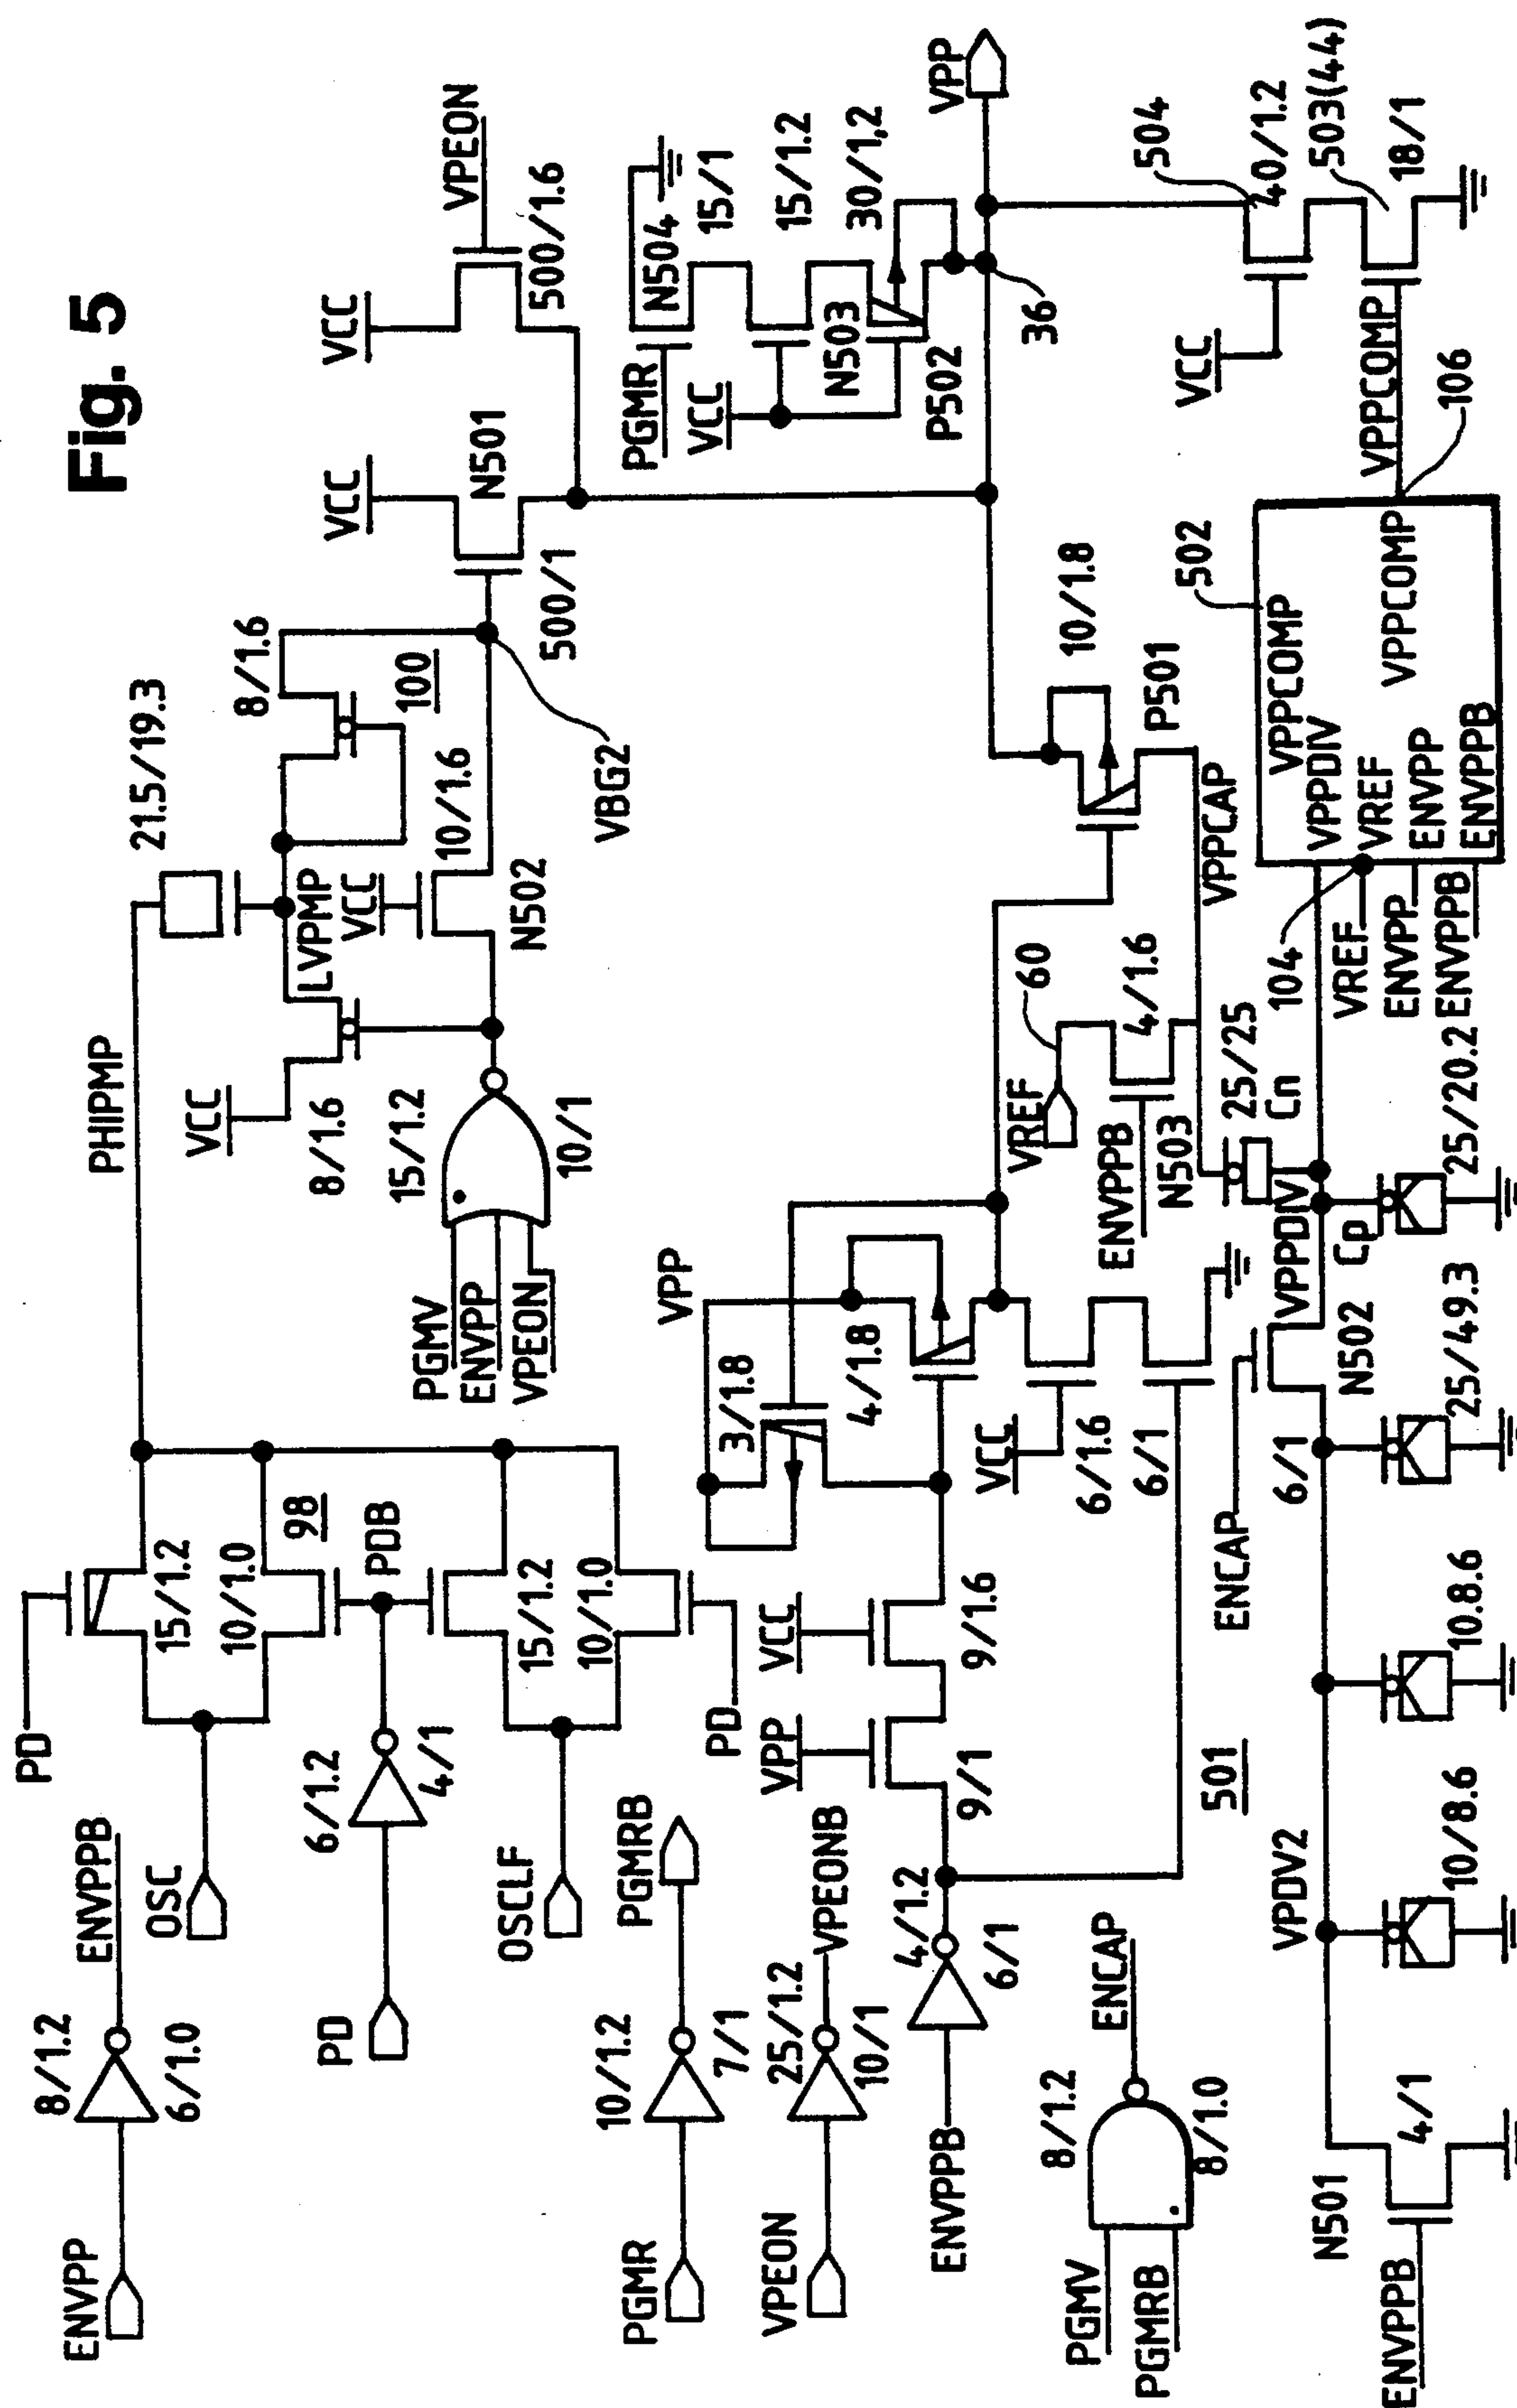 Fig. 5
ENVPP
8/1.2
6/1.0
ENVPPB
OSC
PD
15/1.2
10/1.0
98
PHIPMP
PD
6/1.2
4/1
PDB
OSCLF
15/1.2
10/1.0
PD
PGMR
10/1.2
7/1
PGMRB
VPEON
25/1.2
10/1
VPEONB
VCC
8/1.6
21.5/19.3
LVPMP
8/1.6
100
VCC
10/1.6
N502
15/1.2
10/1
PGMV
ENVPP
VPEON
VBG2
500/1
VCC
N501
VCC
VPEON
500/1.6
PGMR
N504
15/1
VCC
15/1.2
N503
30/1,2
P502
36
VPP
ENVPPB
4/1.2
6/1
VPP
9/1
VCC
9/1.6
VPP
3/1.8
4/1.8
VCC
6/1.6
6/1
501
10/1.8
P501
VPPCAP
VREF
60
ENVPPB
4/1.6
N503
PGMV
PGMRB
8/1.2
8/1.0
ENCAP
ENVPPB
N501
4/1
VPDV2
10/8.6
10.8.6
25/49.3
ENCAP
6/1
N502
VPPDIV
Cp
25/20.2
25/25
Cn
104
VREF
ENVPP
ENVPPB
502
VPPCOMP
VPPDIV
VREF
ENVPP
ENVPPB
VPPCOMP
106
VPPCOMP
VCC
504
40/1.2
503(44)
18/1